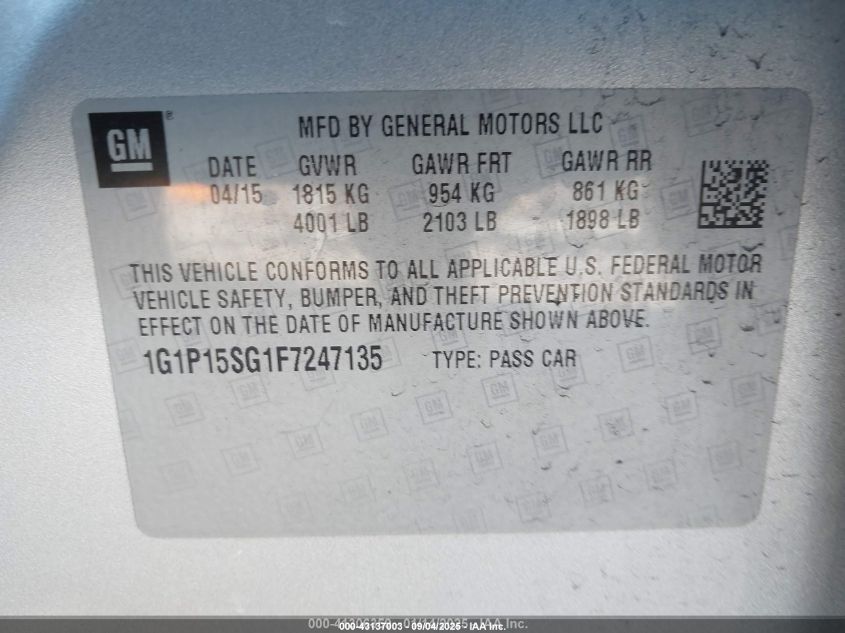 GM
®
MFD BY GENERAL MOTORS LLC
DATE GVWR GAWR FRT GAWR RR
04/15 1815 KG 954 KG 861 KG
4001 LB 2103 LB 1898 LB
THIS VEHICLE CONFORMS TO ALL APPLICABLE U.S. FEDERAL MOTOR
VEHICLE SAFETY, BUMPER, AND THEFT PREVENTION STANDARDS IN
EFFECT ON THE DATE OF MANUFACTURE SHOWN ABOVE.
1G1P15SG1F7247135 TYPE: PASS CAR
000-43137003 - 09/04/2025 - IAA Inc.